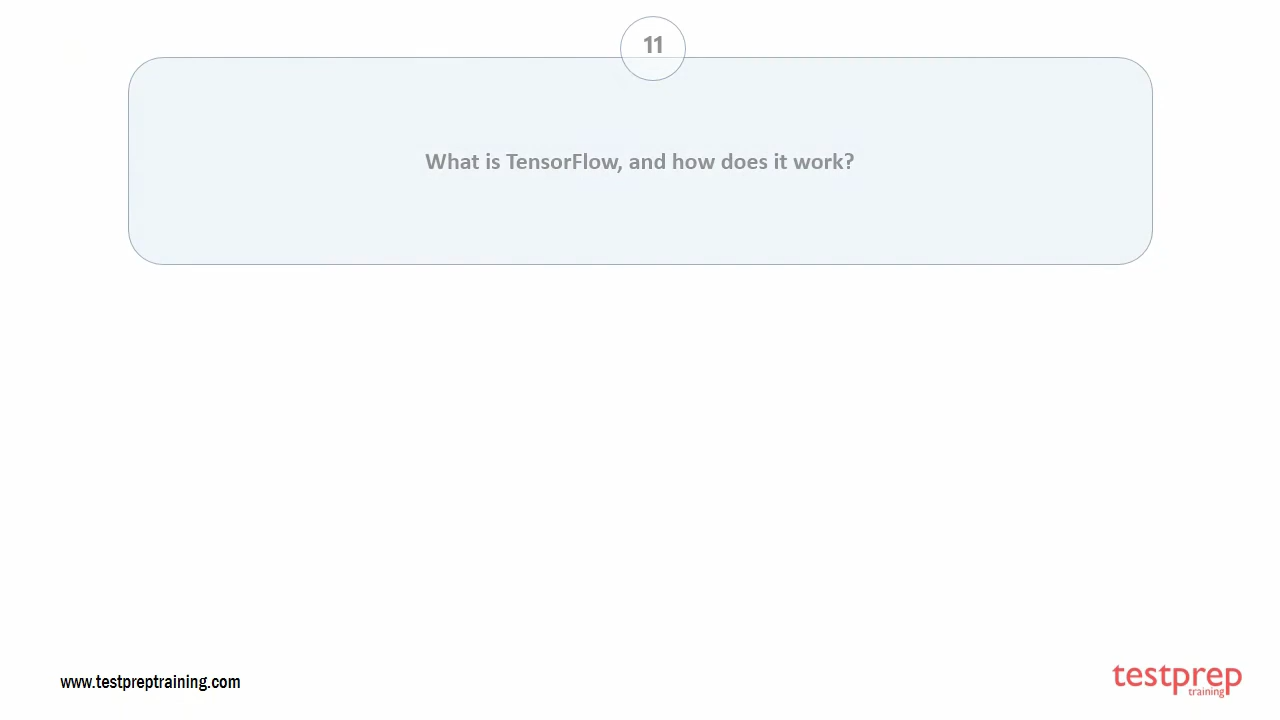 11
What is TensorFlow, and how does it work?
www.testpreptraining.com
testprep
training